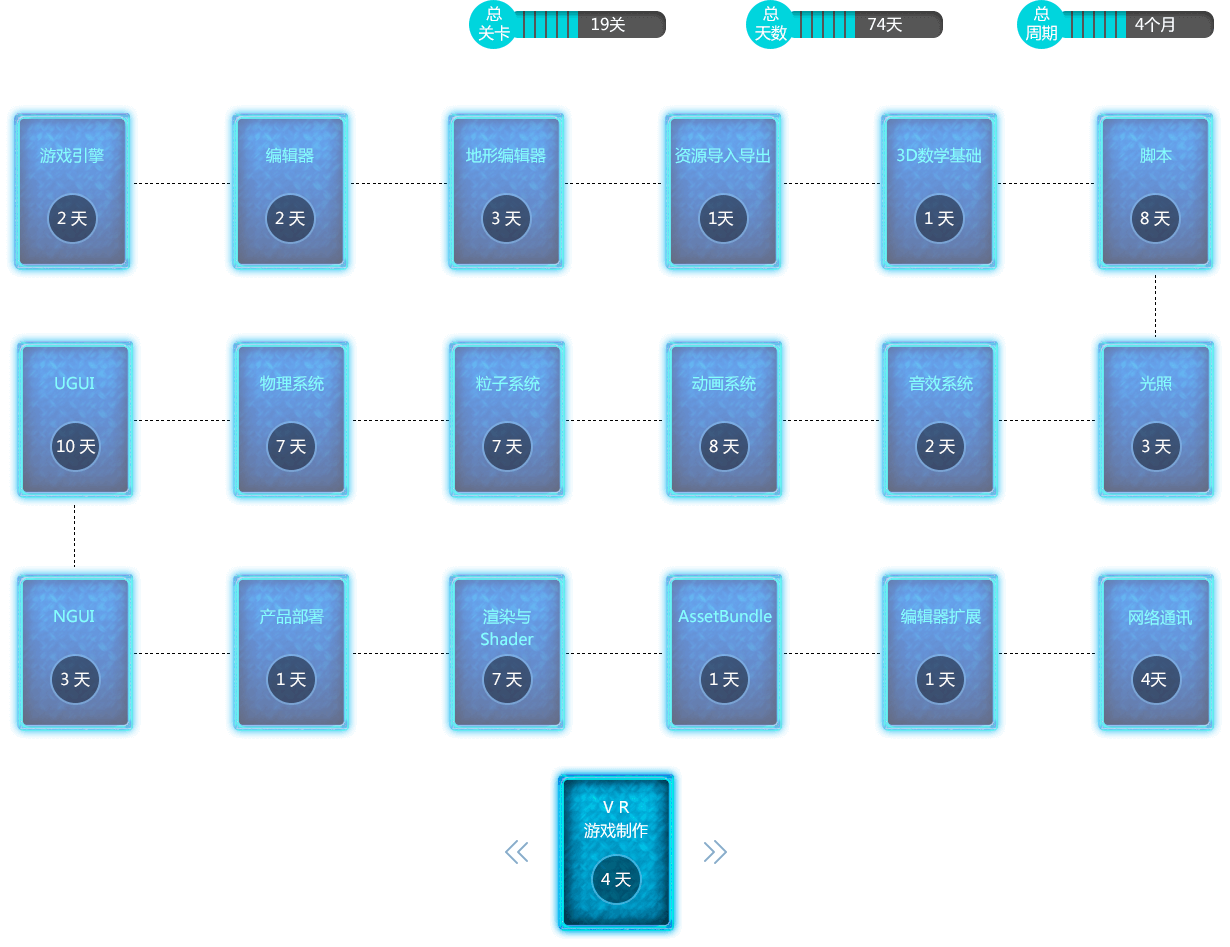 总
关卡
19关
总
天数
74天
总
周期
4个月
游戏引擎
2 天
编辑器
2 天
地形编辑器
3 天
资源导入导出
1天
3D数学基础
1 天
脚本
8 天
UGUI
10 天
物理系统
7 天
粒子系统
7 天
动画系统
8 天
音效系统
2 天
光照
3 天
NGUI
3 天
产品部署
1 天
渲染与
Shader
7 天
AssetBundle
1 天
编辑器扩展
1 天
网络通讯
4天
V R
游戏制作
4 天